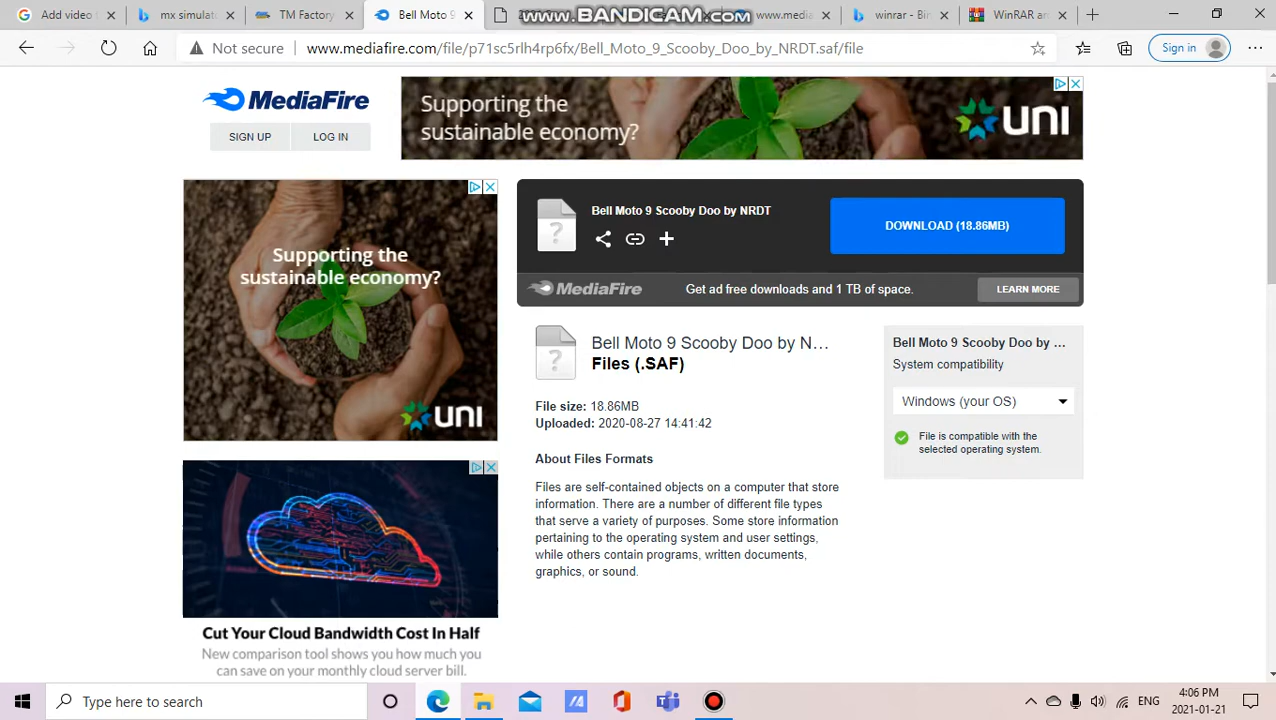 Add video
mx simulat
TM Factory
Bell Moto 9
www.BANDICAM.com
www.media
winrar - Bin
WinRAR arc
Not secure
www.mediafire.com/file/p71sc5rlh4rp6fx/Bell_Moto_9_Scooby_Doo_by_NRDT.saf/file
Sign in
MediaFire
SIGN UP
LOG IN
Supporting the
sustainable economy?
UNI
Supporting the
sustainable economy?
UNI
Bell Moto 9 Scooby Doo by NRDT
DOWNLOAD (18.86MB)
MediaFire
Get ad free downloads and 1 TB of space.
LEARN MORE
Bell Moto 9 Scooby Doo by N...
Files (.SAF)
File size: 18.86MB
Uploaded: 2020-08-27 14:41:42
About Files Formats
Files are self-contained objects on a computer that store
information. There are a number of different file types
that serve a variety of purposes. Some store information
pertaining to the operating system and user settings,
while others contain programs, written documents,
graphics, or sound.
Bell Moto 9 Scooby Doo by ...
System compatibility
Windows (your OS)
File is compatible with the
selected operating system.
Cut Your Cloud Bandwidth Cost In Half
New comparison tool shows you how much you
can save on your monthly cloud server bill.
Type here to search
ENG
4:06 PM
2021-01-21